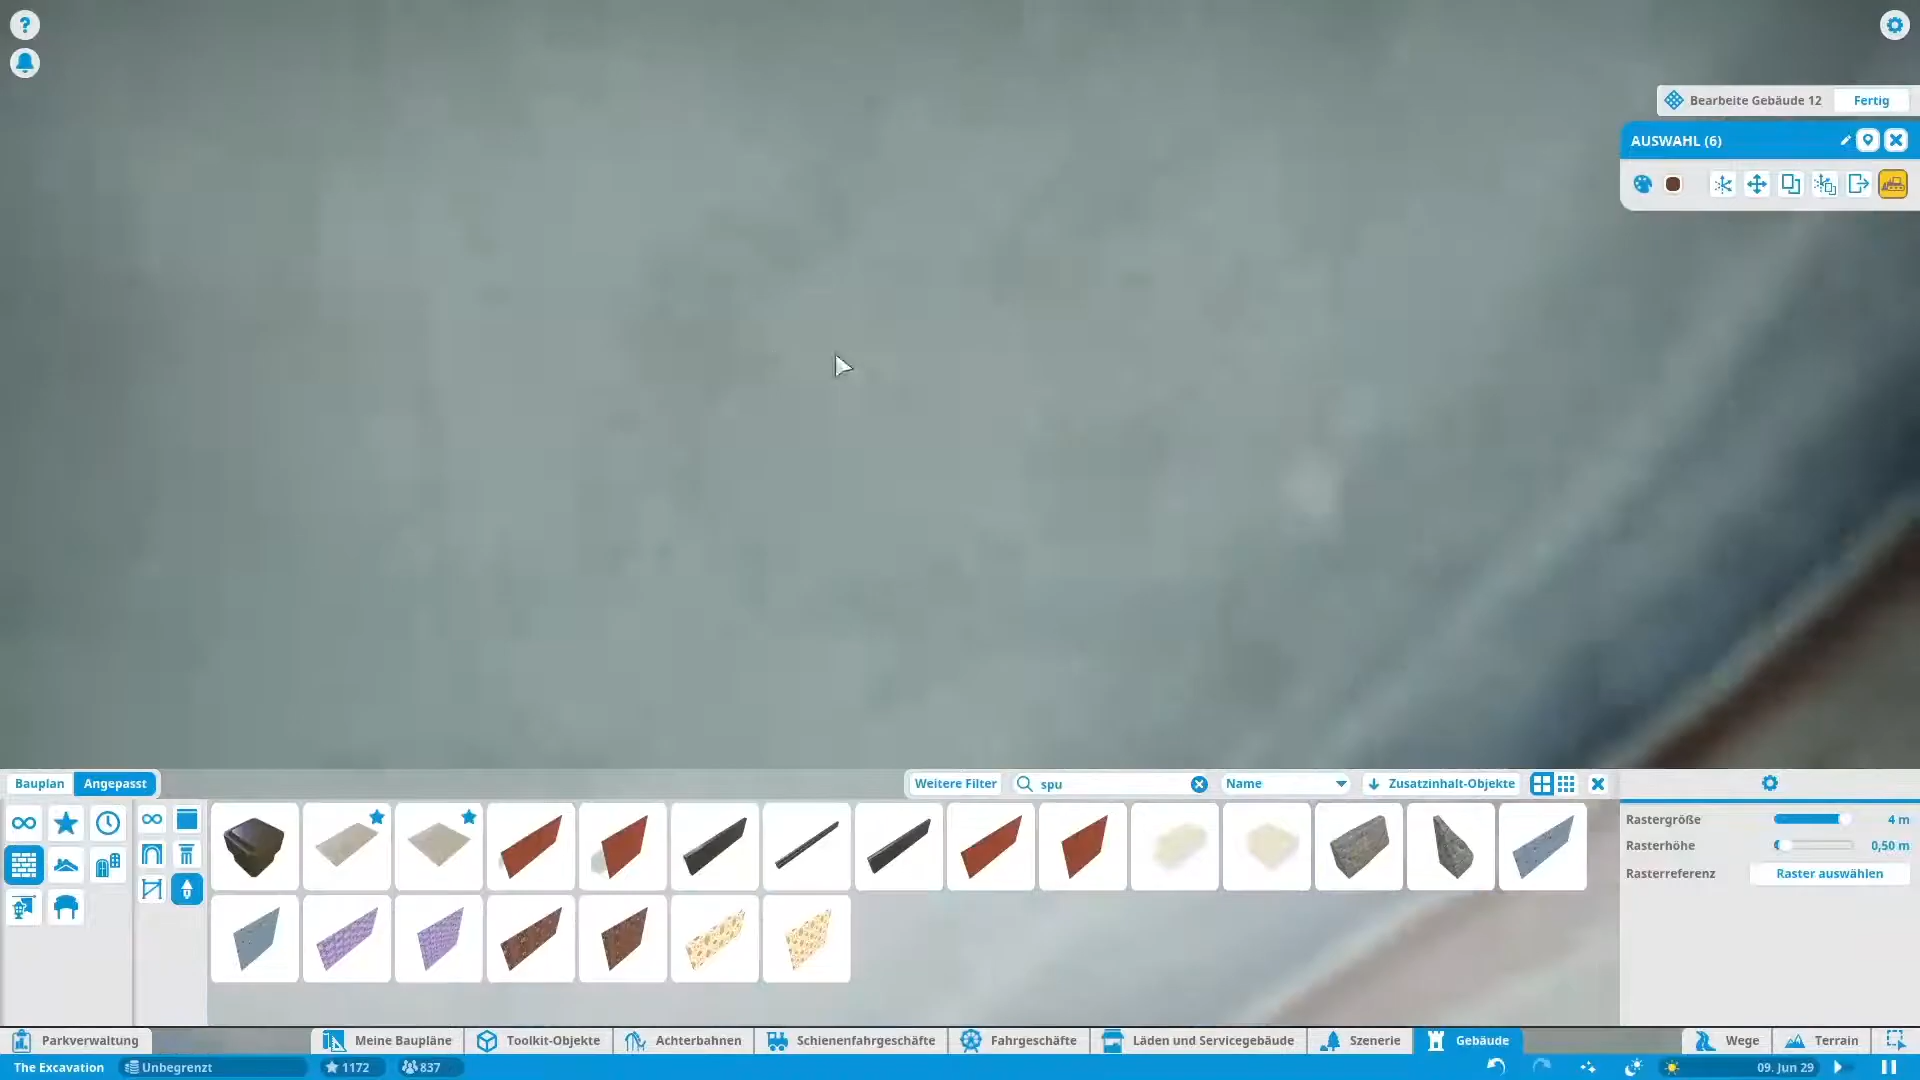 ?
Bearbeite Gebäude 12
Fertig
AUSWAHL (6)
Bauplan
Angepasst
Weitere Filter
spu
Name
Zusatzinhalt-Objekte
Rastergröße
4 m
Rasterhöhe
0,50 m
Rasterreferenz
Raster auswählen
Parkverwaltung
Meine Baupläne
Toolkit-Objekte
Achterbahnen
Schienenfahrgeschäfte
Fahrgeschäfte
Läden und Servicegebäude
Szenerie
Gebäude
Wege
Terrain
The Excavation
Unbegrenzt
1172
837
09. Jun 29